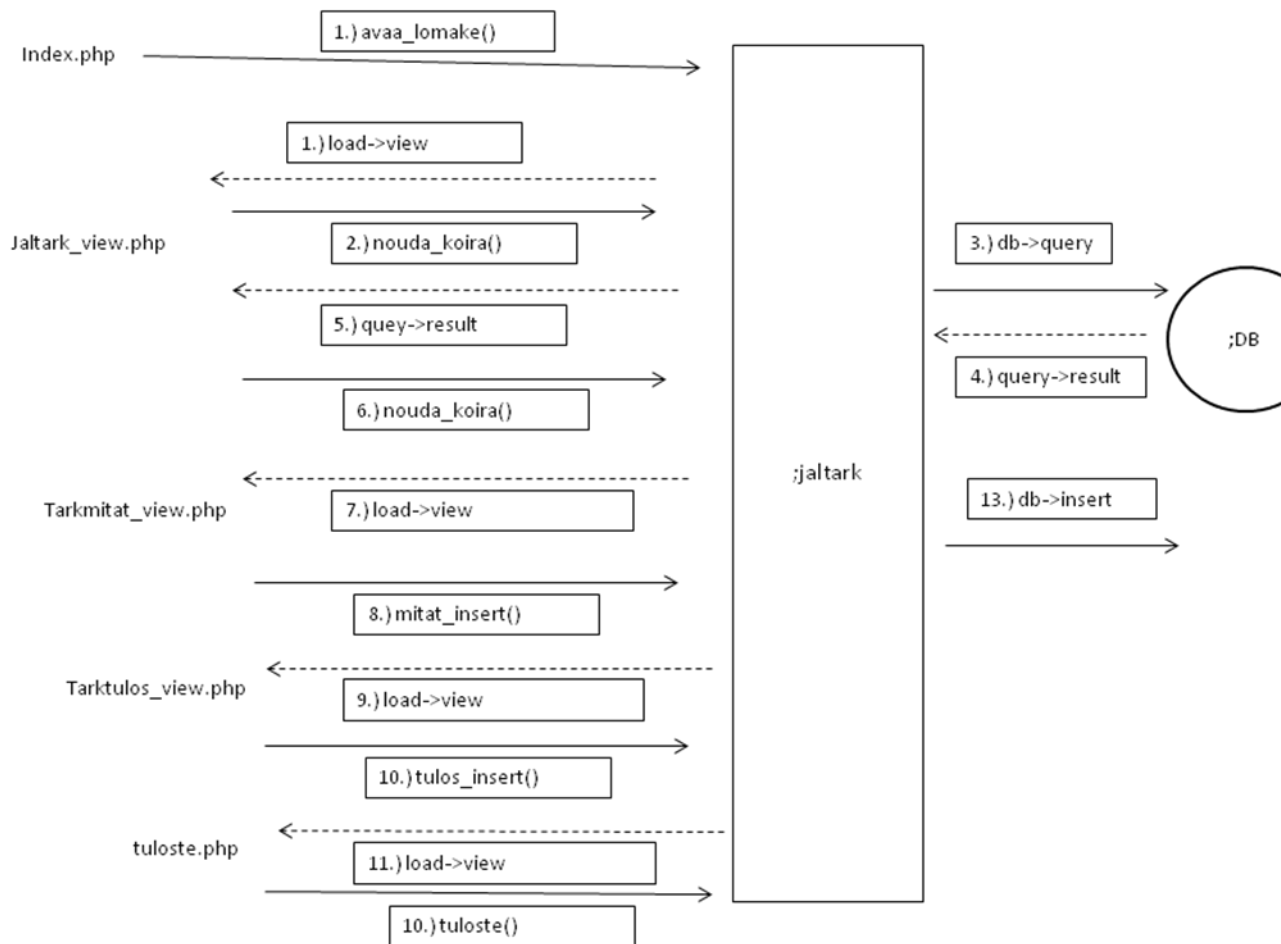 1.) avaa_lomake()
Index.php
1.) load->view
Jaltark_view.php
2.) nouda_koira()
3.) db->query
5.) quey->result
;DB
4.) query->result
6.) nouda_koira()
;jaltark
Tarkmitat_view.php
7.) load->view
13.) db->insert
8.) mitat_insert()
Tarktulos_view.php
9.) load->view
10.) tulos_insert()
tuloste.php
11.) load->view
10.) tuloste()